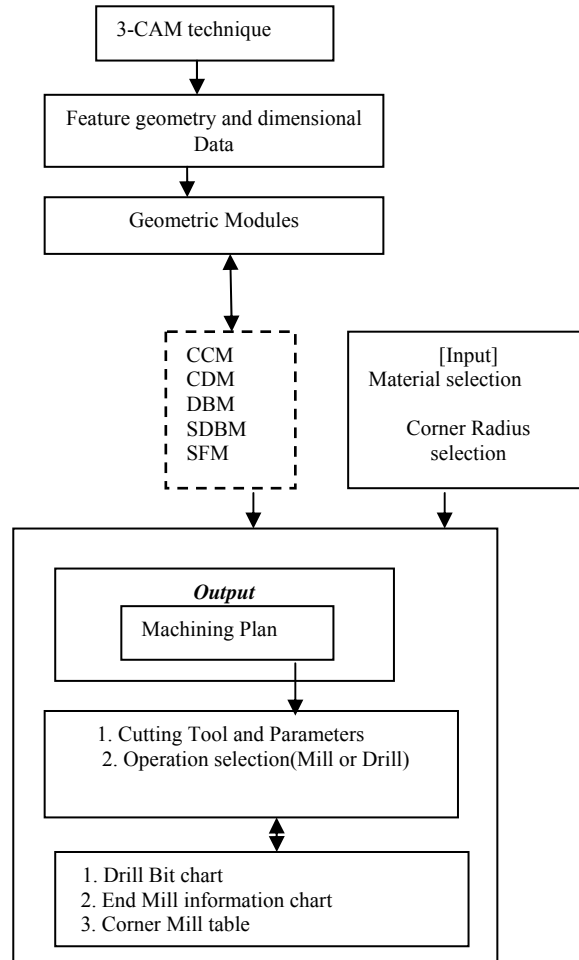 3-CAM technique
Feature geometry and dimensional
Data
Geometric Modules
CCM
CDM
DBM
SDBM
SFM
[Input]
Material selection
Corner Radius
selection
Output
Machining Plan
1. Cutting Tool and Parameters
2. Operation selection(Mill or Drill)
1. Drill Bit chart
2. End Mill information chart
3. Corner Mill table